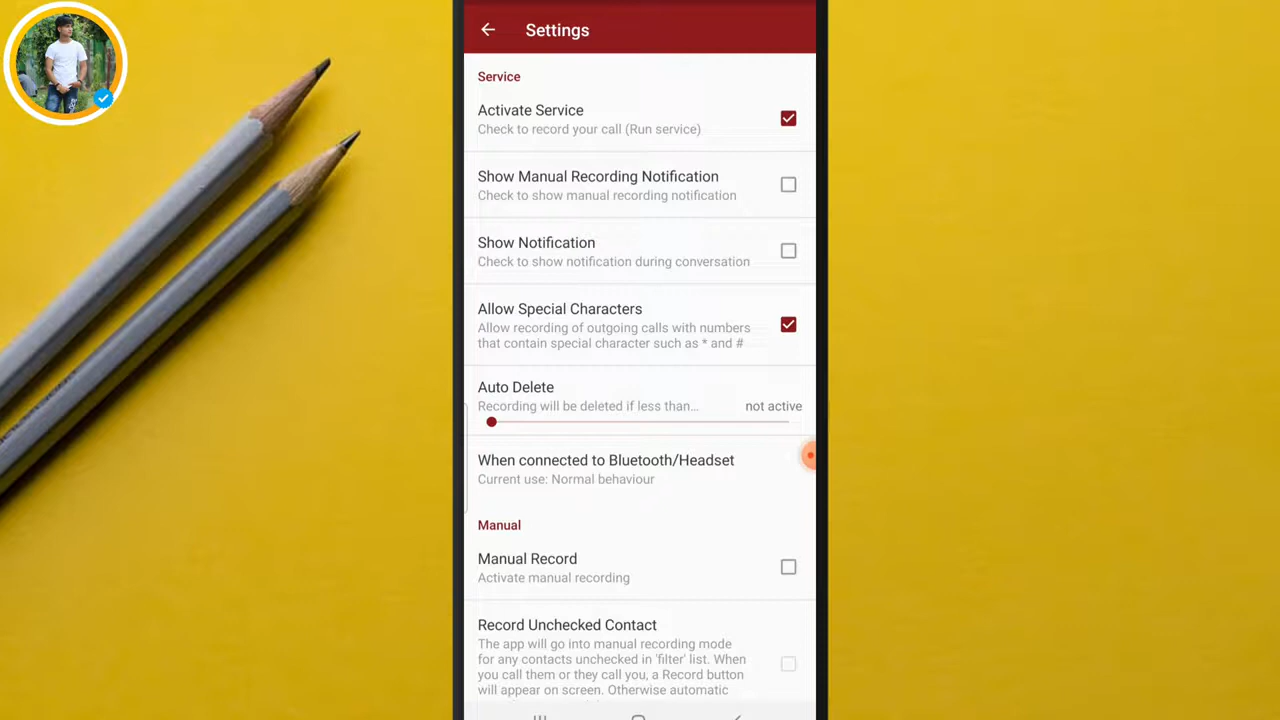 Settings
Service
Activate Service
Check to record your call (Run service)
Show Manual Recording Notification
Check to show manual recording notification
Show Notification
Check to show notification during conversation
Allow Special Characters
Allow recording of outgoing calls with numbers
that contain special character such as * and #
Auto Delete
Recording will be deleted if less than... not active
When connected to Bluetooth/Headset
Current use: Normal behaviour
Manual
Manual Record
Activate manual recording
Record Unchecked Contact
The app will go into manual recording mode
for any contacts unchecked in 'filter' list. When
you call them or they call you, a Record button
will appear on screen. Otherwise automatic